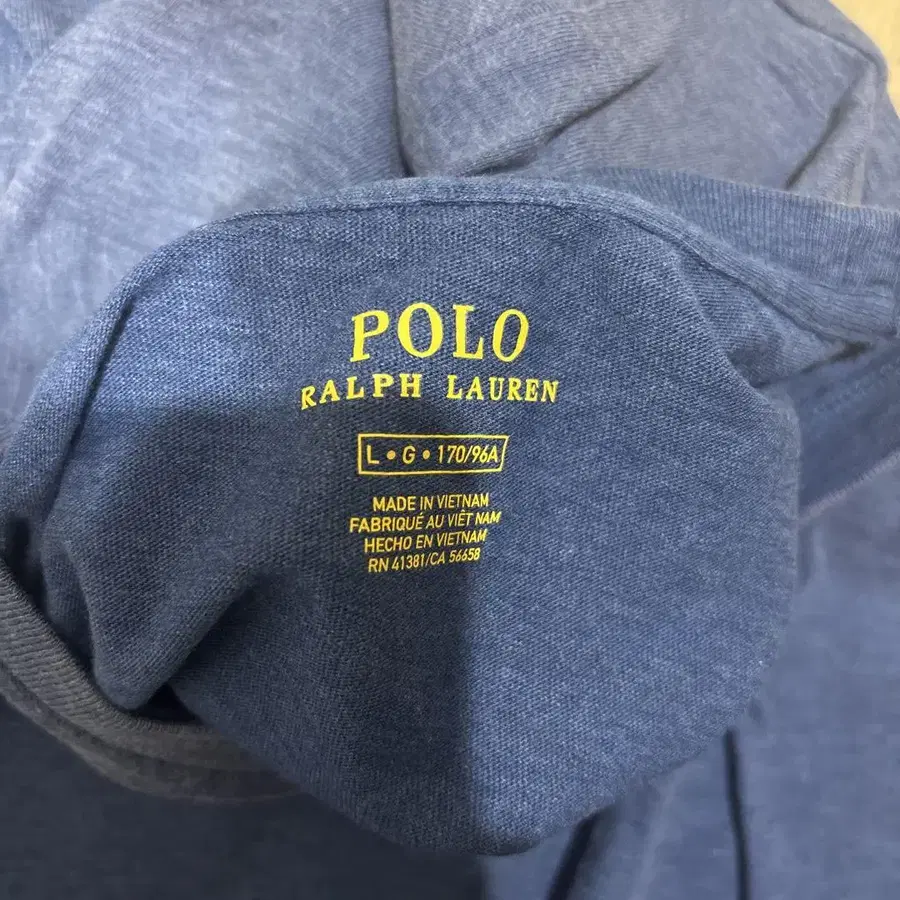 POLO
RALPH LAUREN
L • G • 170/96A
MADE IN VIETNAM
FABRIQUÉ AU VIÊT NAM
HECHO EN VIETNAM
RN 41381/CA 56658